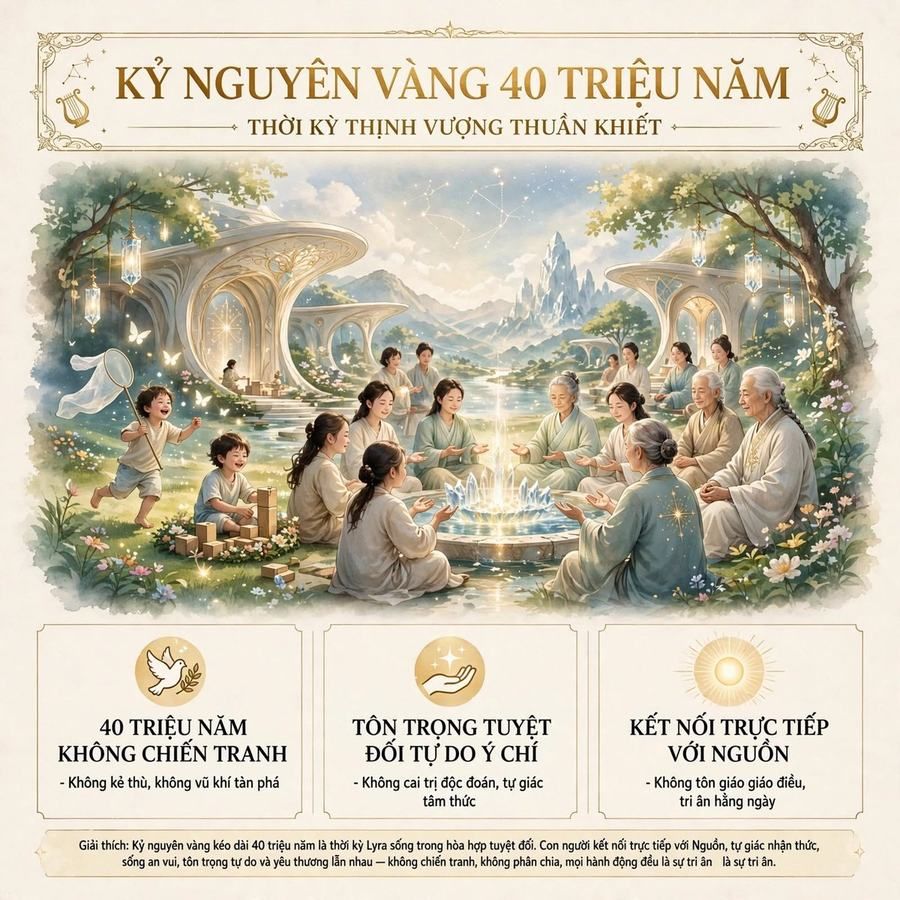 KỶ NGUYÊN VÀNG 40 TRIỆU NĂM
THỜI KỲ THỊNH VƯỢNG THUẦN KHIẾT
40 TRIỆU NĂM
KHÔNG CHIẾN TRANH
- Không kẻ thù, không vũ khí tàn phá
TÔN TRỌNG TUYỆT
ĐỐI TỰ DO Ý CHÍ
- Không cai trị độc đoán, tự giác
tâm thức
KẾT NỐI TRỰC TIẾP
VỚI NGUỒN
- Không tôn giáo giáo điều,
tri ân hằng ngày
Giải thích: Kỷ nguyên vàng kéo dài 40 triệu năm là thời kỳ Lyra sống trong hòa hợp tuyệt đối. Con người kết nối trực tiếp với Nguồn, tự giác nhận thức,
sống an vui, tôn trọng tự do và yêu thương lẫn nhau — không chiến tranh, không phân chia, mọi hành động đều là sự tri ân là sự tri ân.